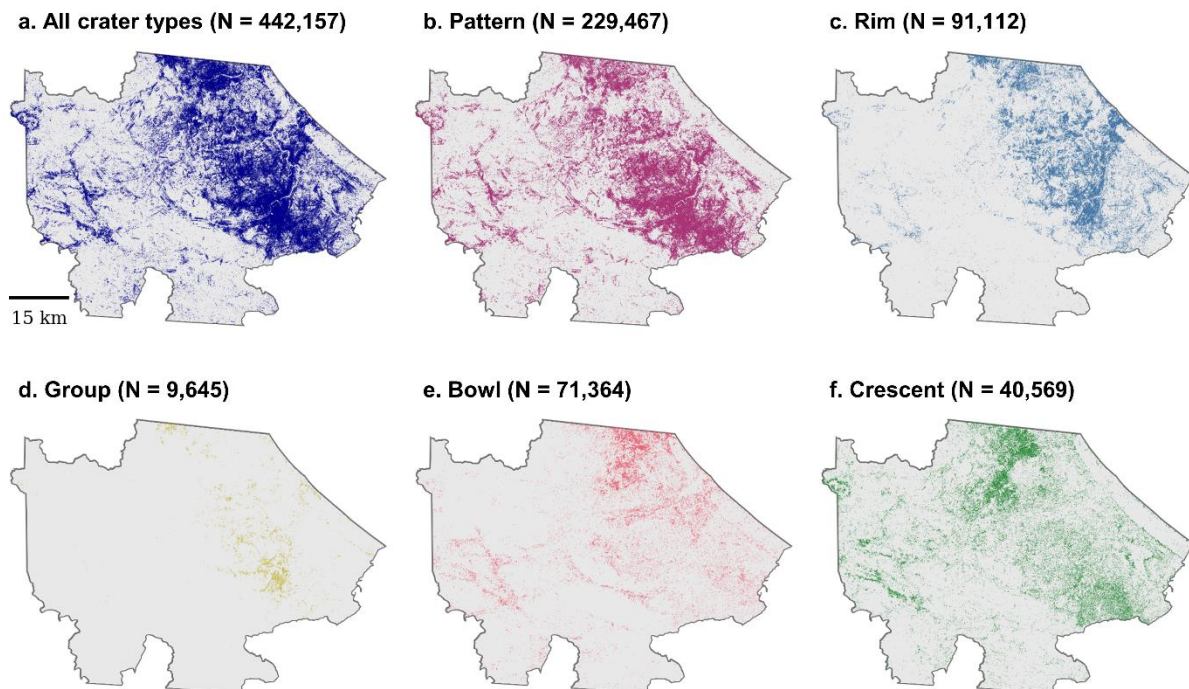 a. All crater types (N = 442,157)
b. Pattern (N = 229,467)
c. Rim (N = 91,112)
15 km
d. Group (N = 9,645)
e. Bowl (N = 71,364)
f. Crescent (N = 40,569)